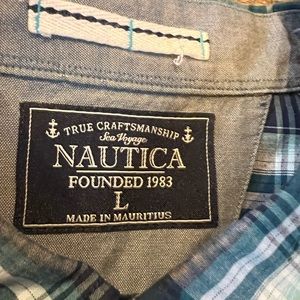 TRUE CRAFTSMANSHIP
Sea Voyage
NAUTICA
FOUNDED 1983
L
MADE IN MAURITIUS